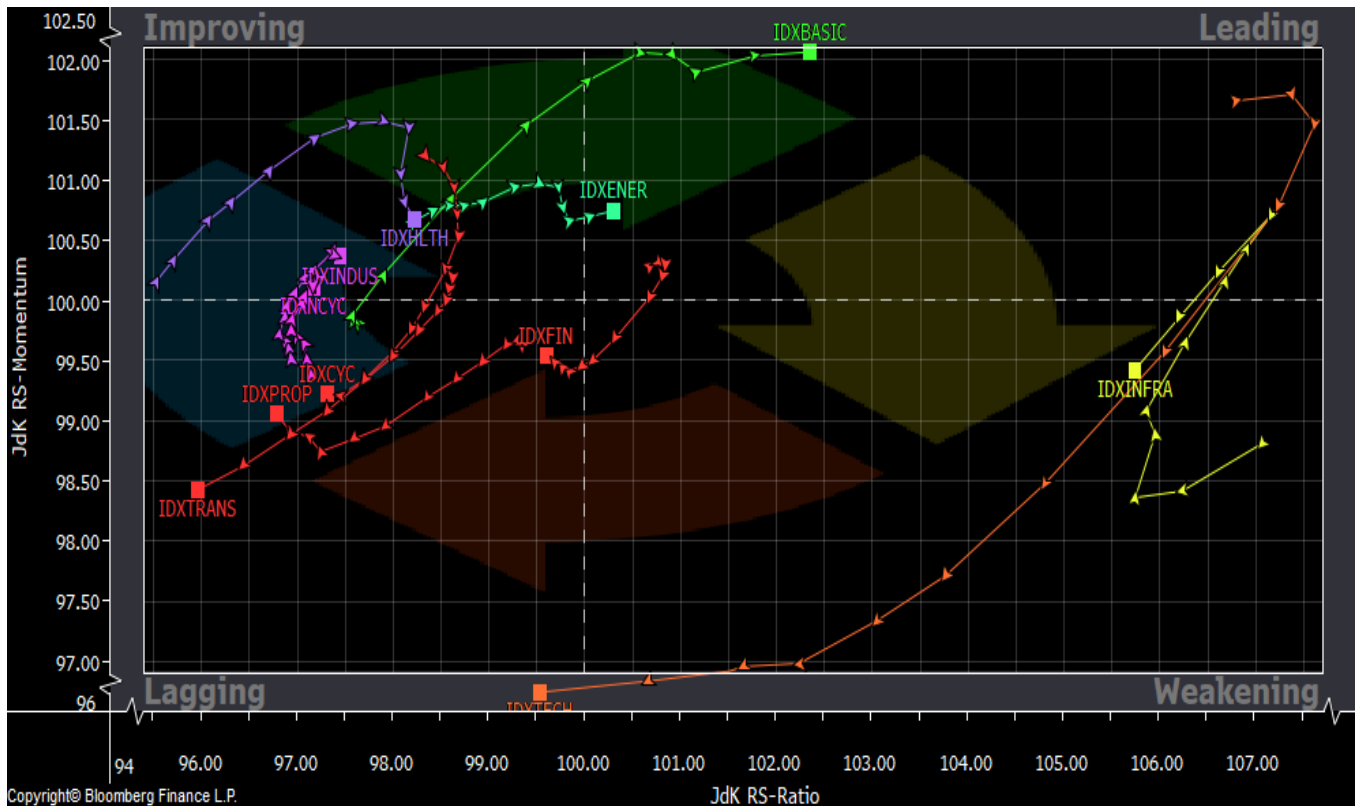 102.50
Improving
IDXBASIC
Leading
102.00
101.50
101.00
IDXENER
100.50
IDXHLTH
IDXINDUS
100.00
IDXNCYC
99.50
IDXFIN
IDXCYC
IDXINFRA
IDXPROP
99.00
98.50
IDXTRANS
98.00
97.50
97.00
96
Lagging
IDXTECH
Weakening
JdK RS-Momentum
94
96.00
97.00
98.00
99.00
100.00
101.00
102.00
103.00
104.00
105.00
106.00
107.00
Copyright© Bloomberg Finance L.P.
JdK RS-Ratio